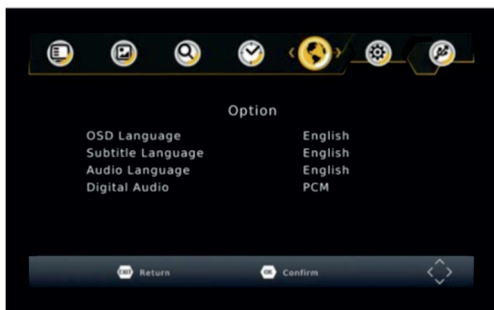 Option
OSD Language English
Subtitle Language English
Audio Language English
Digital Audio PCM
EXIT Return OK Confirm